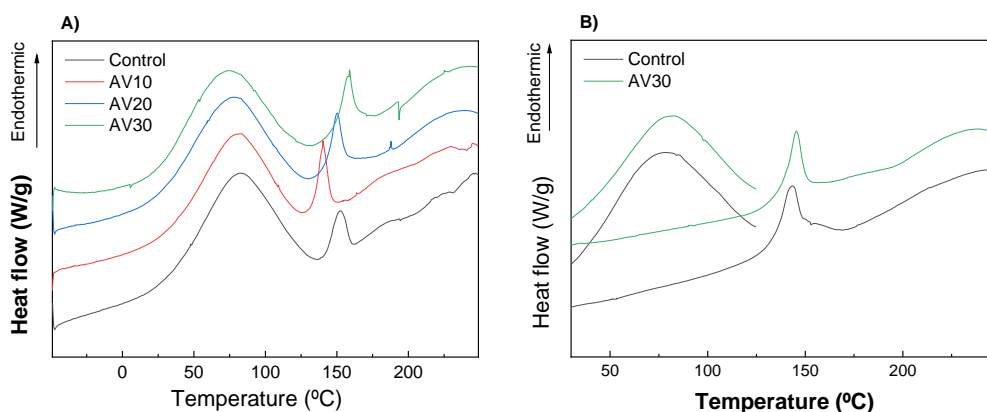 A)
Endothermic
Heat flow (W/g)
Control
AV10
AV20
AV30
0
50
100
150
200
Temperature (ºC)
B)
Endothermic
Heat flow (W/g)
Control
AV30
50
100
150
200
Temperature (ºC)